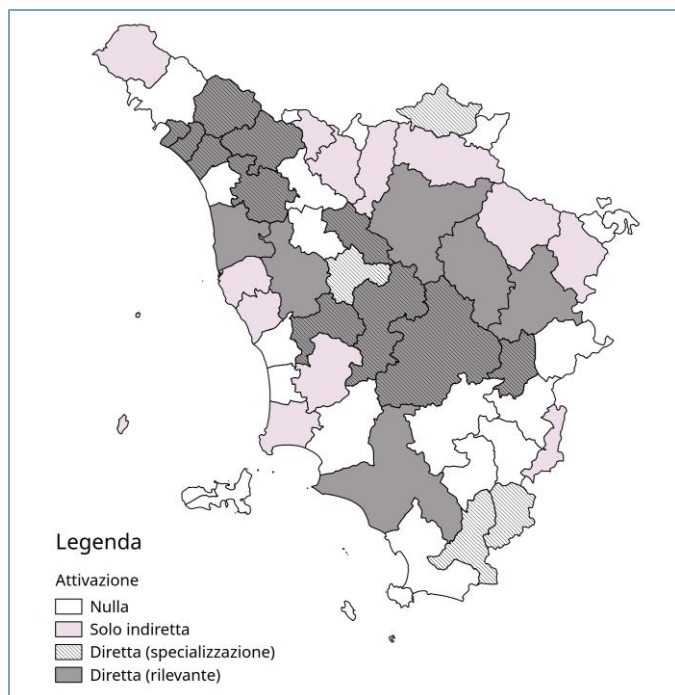 Legenda
Attivazione
Nulla
Solo indiretta
Diretta (specializzazione)
Diretta (rilevante)